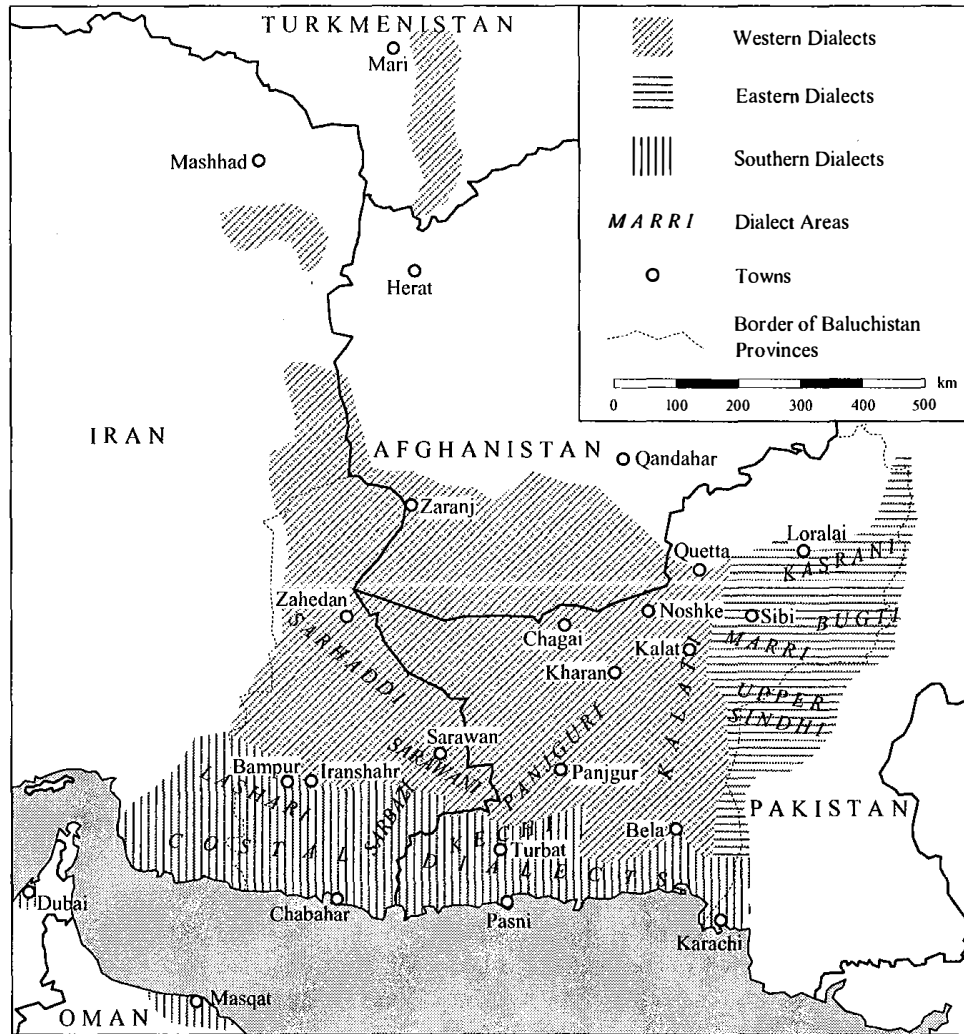 TURKMENISTAN
Mari
Mashhad
Herat
Western Dialects
Eastern Dialects
Southern Dialects
MARRI Dialect Areas
Towns
Border of Baluchistan
Provinces
km
0 100 200 300 400 500
IRAN
AFGHANISTAN
Qandahar
Zaranj
Loralai
Quetta
KASRANI
Zahedan
Noshke
Sibi
BUGTI
SARHADDI
Chagai
Kalat
MARRI
Kharan
KALATI
UPPER
SINDHI
Sarawan
SARAWANI
PANJGURI
Panjgur
Bampur
Iranshahr
LASHARI
SARBAZI
PAKISTAN
KECHI
Bela
COSTAL DIALECTS
Turbat
Dubai
Chabahar
Pasni
Karachi
Masqat
OMAN